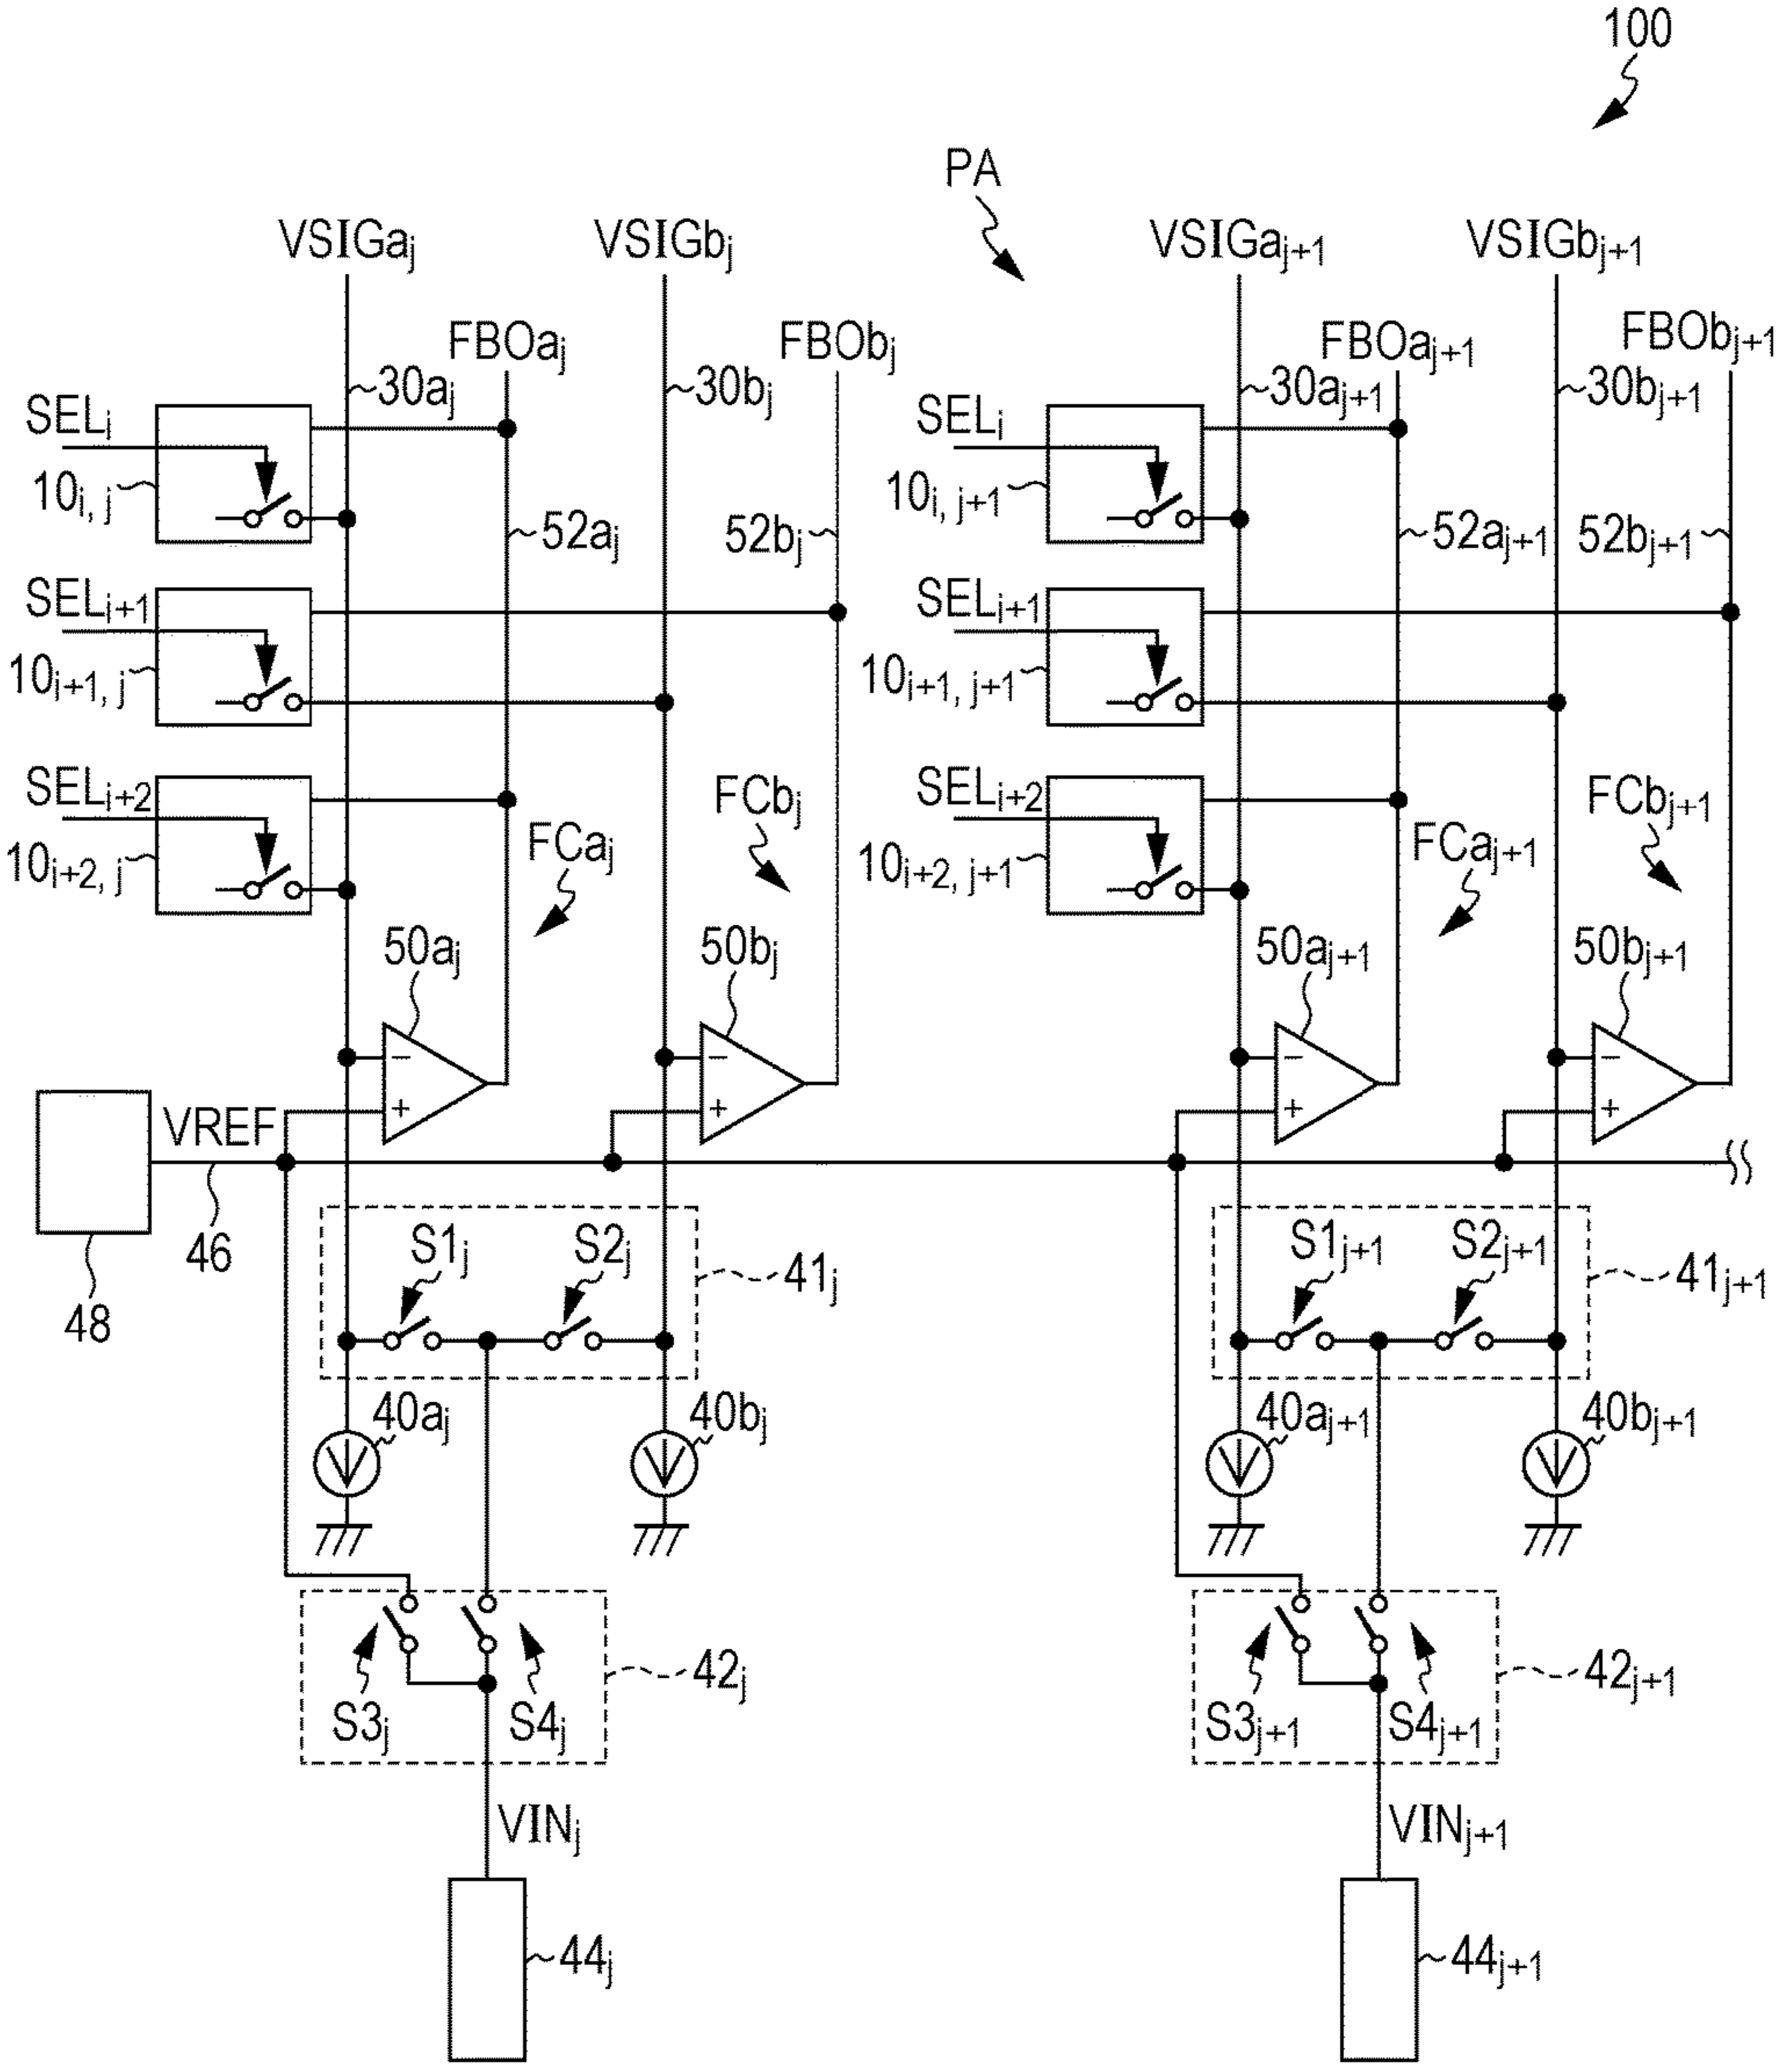 100
PA
VSIGaj VSIGbj VSIGaj+1 VSIGbj+1
FBOaj FBObj FBOaj+1 FBObj+1
30aj 30bj 30aj+1 30bj+1
SELi SELi
10i, j 10i, j+1
52aj 52bj 52aj+1 52bj+1
SELi+1 SELi+1
10i+1, j 10i+1, j+1
SELi+2 FCbj SELi+2 FCbj+1
10i+2, j FCaj 10i+2, j+1 FCaj+1
50aj 50bj 50aj+1 50bj+1
− − − −
+ + + +
VREF
46
48
S1j S2j 41j S1j+1 S2j+1 41j+1
40aj 40bj 40aj+1 40bj+1
42j 42j+1
S3j S4j S3j+1 S4j+1
VINj VINj+1
44j 44j+1